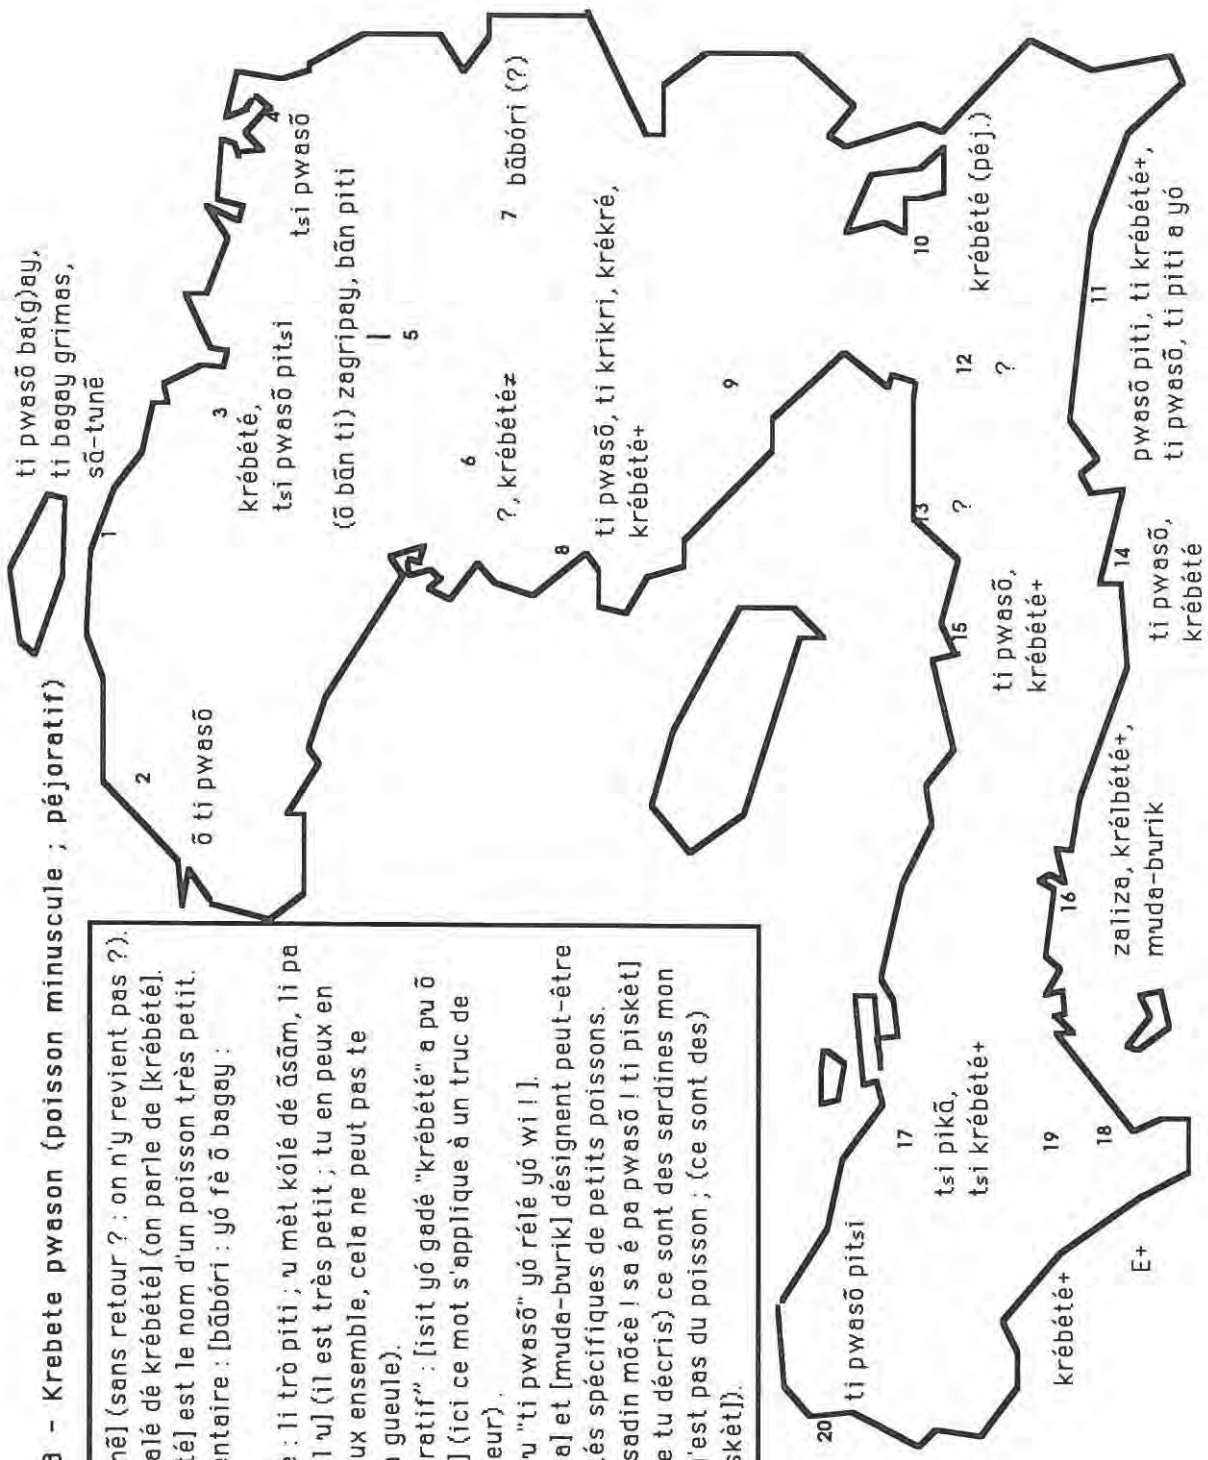 - Krebete pwason (poisson minuscule ; péjoratif)
nẽ] (sans retour ? : on n'y revient pas ?).
alé dé krébété] (on parle de [krébété].
té] est le nom d'un poisson très petit.
entaire : [bãbóri : yó fè õ bagay :
e : li trò piti ; u mèt kólé dé ãsãm, li pa
l u] (il est très petit ; tu en peux en
ux ensemble, cela ne peut pas te
gueule).
ratif" : [isit yó gadé "krébété" a pu õ
] (ici ce mot s'applique à un truc de
eur).
u "ti pwasõ" yó rélé yó wi ! ].
a] et [muda-burik] désignent peut-être
és spécifiques de petits poissons.
sadin mõcè ! sa é pa pwasõ ! ti piskèt]
e tu décris) ce sont des sardines mon
'est pas du poisson ; (ce sont des)
skèt]).
ti pwasõ ba(g)ay,
ti bagay grimas,
sã-tunẽ
1
2
õ ti pwasõ
3
krébété,
tsi pwasõ pitsi
4
tsi pwasõ
(õ bãn ti) zagripay, bãn piti
5
6
?, krébété≠
7 bãbóri (?)
8
ti pwasõ, ti krikri, krékré,
krébété+
9
10
krébété (péj.)
11
pwasõ piti, ti krébété+,
ti pwasõ, ti piti a yó
12
?
13
?
14
ti pwasõ,
krébété
15
ti pwasõ,
krébété+
16
zaliza, krélbété+,
muda-burik
17
tsi pikã,
tsi krébété+
18
19
E+
krébété+
20
ti pwasõ pitsi